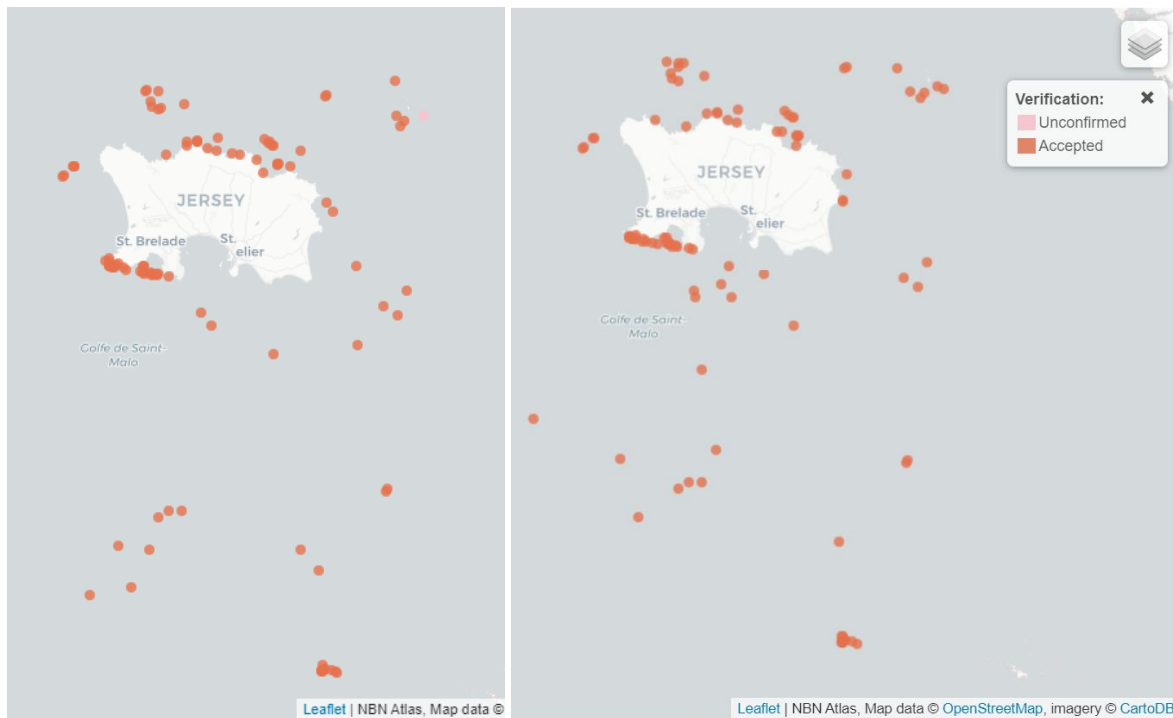 JERSEY
St. Brelade
St.
elier
Golfe de Saint-
Malo
Leaflet | NBN Atlas, Map data ©
Verification:
Unconfirmed
Accepted
JERSEY
St. Brelade
St.
elier
Golfe de Saint-
Malo
Leaflet | NBN Atlas, Map data © OpenStreetMap, imagery © CartoDB